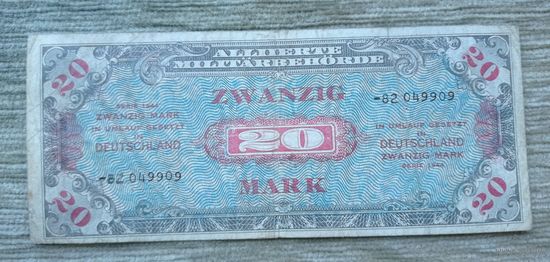 ALLIIERTE
MILITÄRBEHÖRDE
20
20
ZWANZIG
-82 049909
SERIE 1944
ZWANZIG MARK
IN UMLAUF GESETZT
IN
DEUTSCHLAND
20
IN UMLAUF GESETZT
IN
DEUTSCHLAND
ZWANZIG MARK
SERIE 1944
-82 049909
MARK
20
20